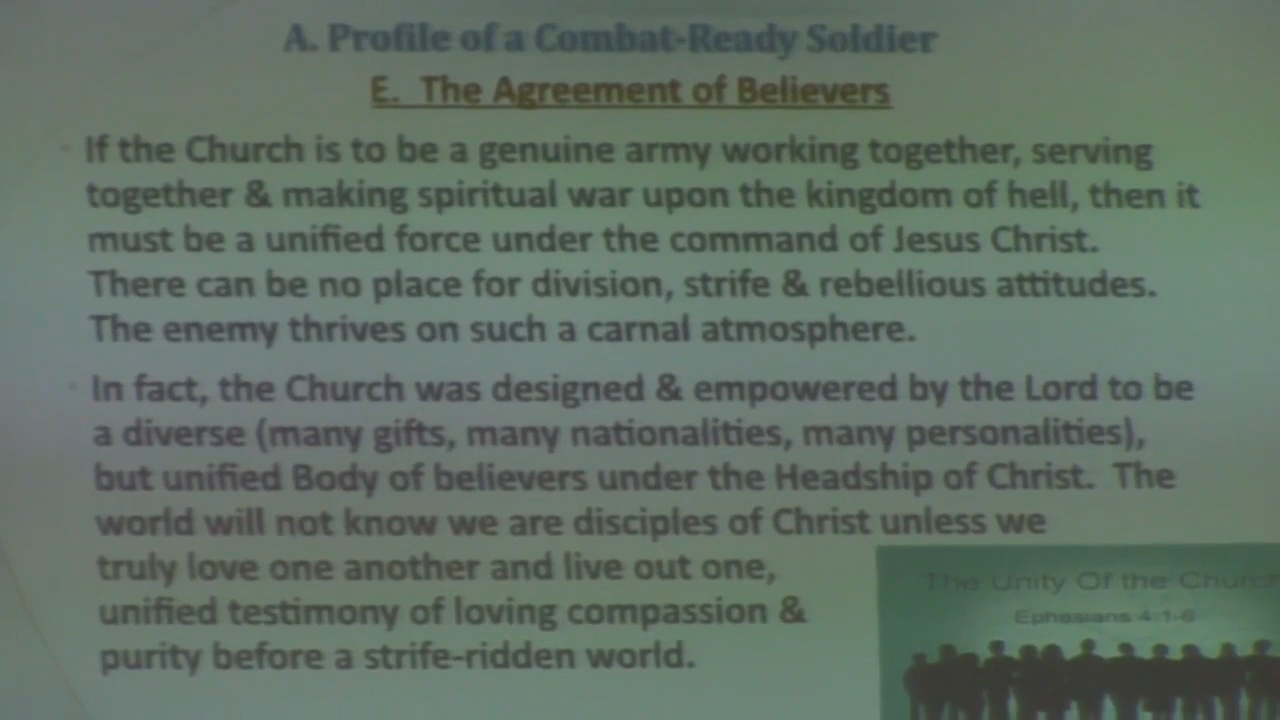 A. Profile of a Combat-Ready Soldier
E. The Agreement of Believers
If the Church is to be a genuine army working together, serving
together & making spiritual war upon the kingdom of hell, then it
must be a unified force under the command of Jesus Christ.
There can be no place for division, strife & rebellious attitudes.
The enemy thrives on such a carnal atmosphere.
In fact, the Church was designed & empowered by the Lord to be
a diverse (many gifts, many nationalities, many personalities),
but unified Body of believers under the Headship of Christ. The
world will not know we are disciples of Christ unless we
truly love one another and live out one,
unified testimony of loving compassion &
purity before a strife-ridden world.
The Unity Of the Church
Ephesians 4:1-6